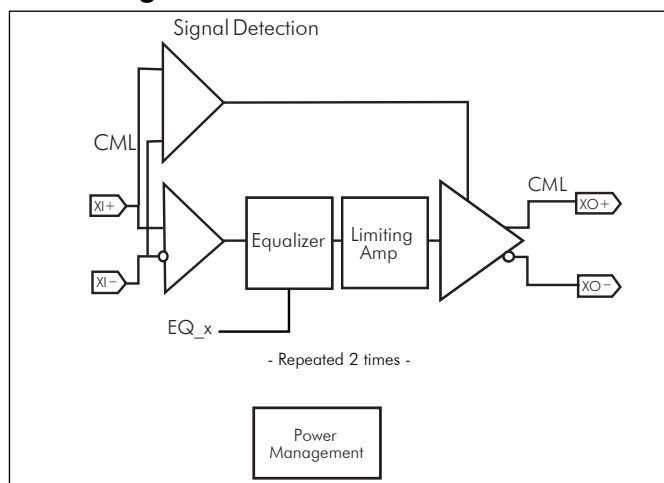 Signal Detection
CML
CML
XI+
XO+
Equalizer
Limiting
Amp
XI-
XO-
EQ_x
- Repeated 2 times -
Power
Management